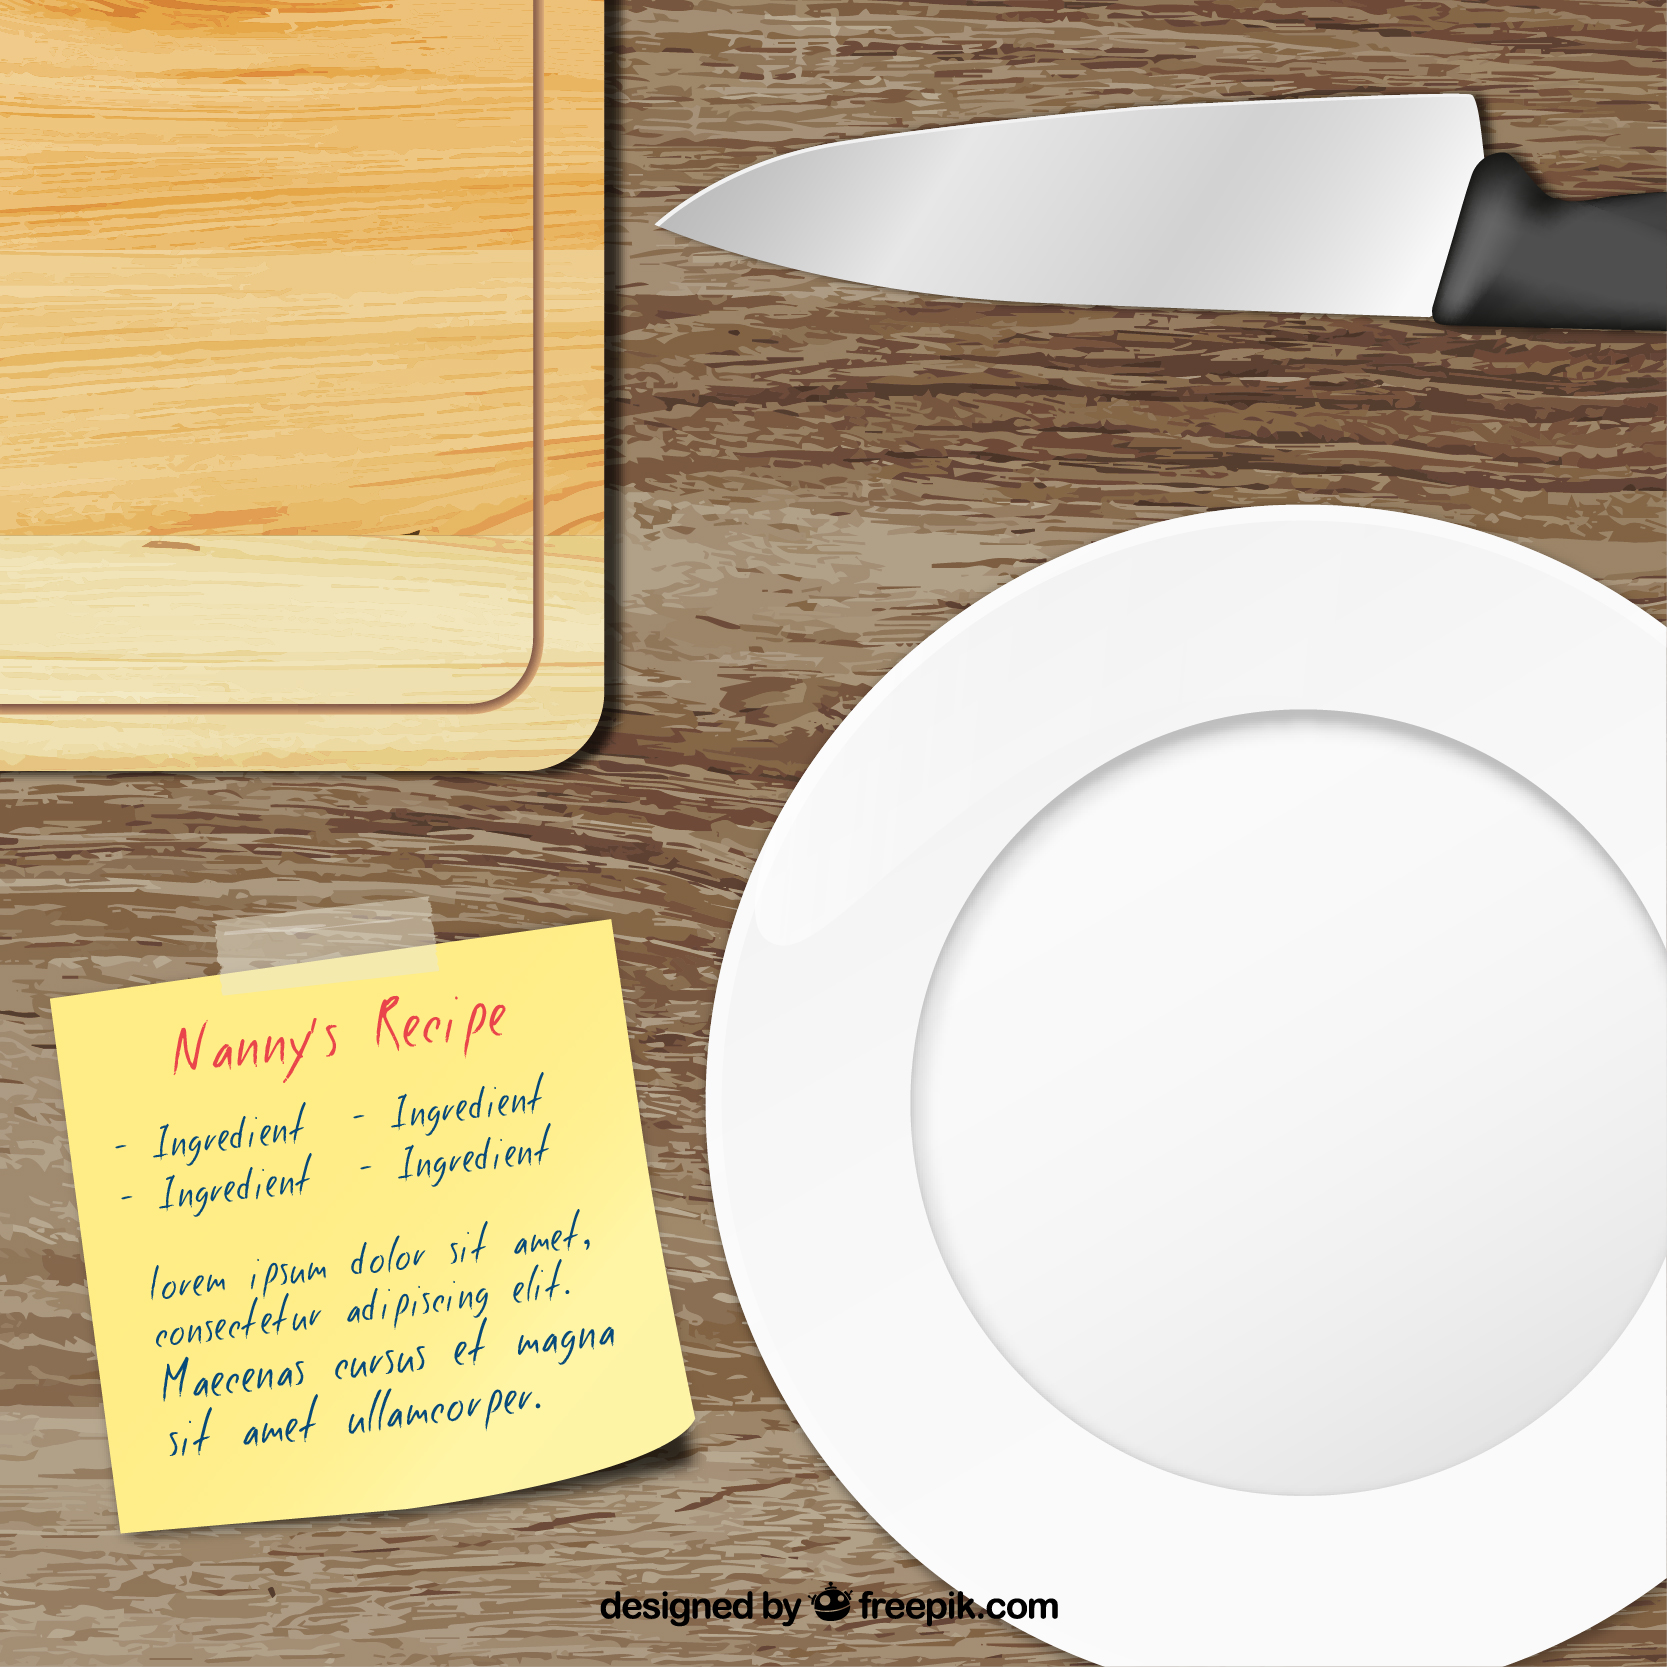 Nanny's Recipe
- Ingredient - Ingredient
- Ingredient - Ingredient
lorem ipsum dolor sit amet,
consectetur adipiscing elit.
Maecenas cursus et magna
sit amet ullamcorper.
designed by freepik.com